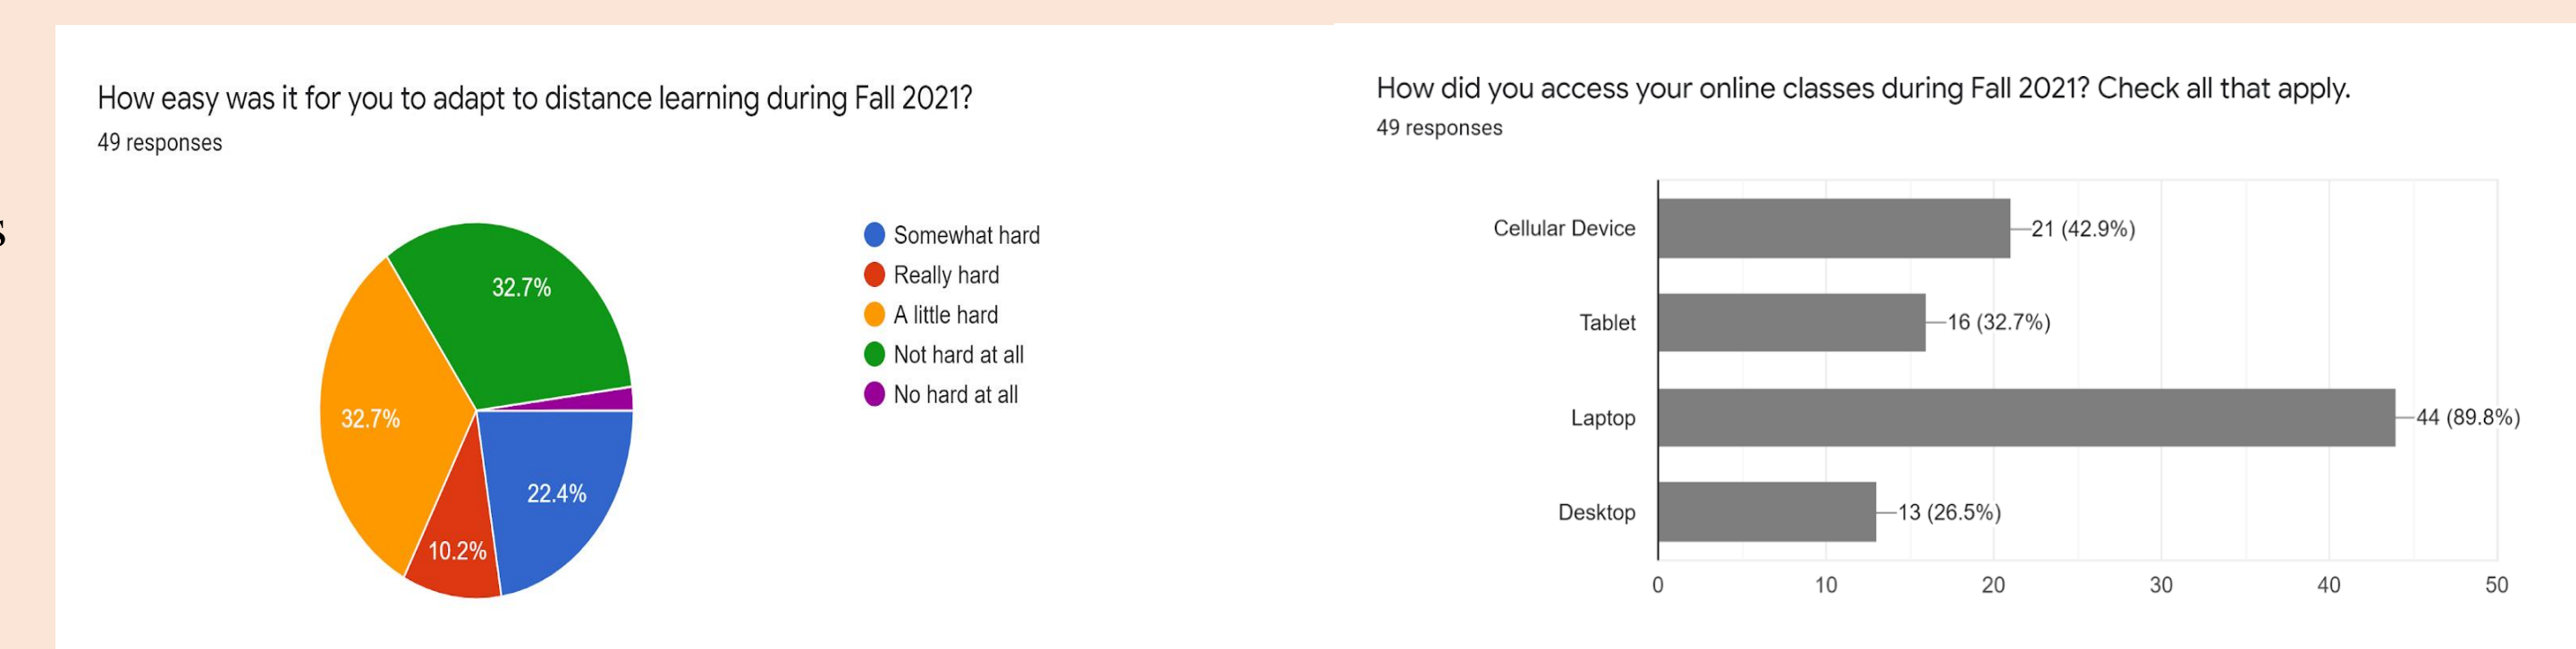 s
How easy was it for you to adapt to distance learning during Fall 2021?
49 responses
32.7%
32.7%
22.4%
10.2%
Somewhat hard
Really hard
A little hard
Not hard at all
No hard at all
How did you access your online classes during Fall 2021? Check all that apply.
49 responses
Cellular Device 21 (42.9%)
Tablet 16 (32.7%)
Laptop 44 (89.8%)
Desktop 13 (26.5%)
0 10 20 30 40 50